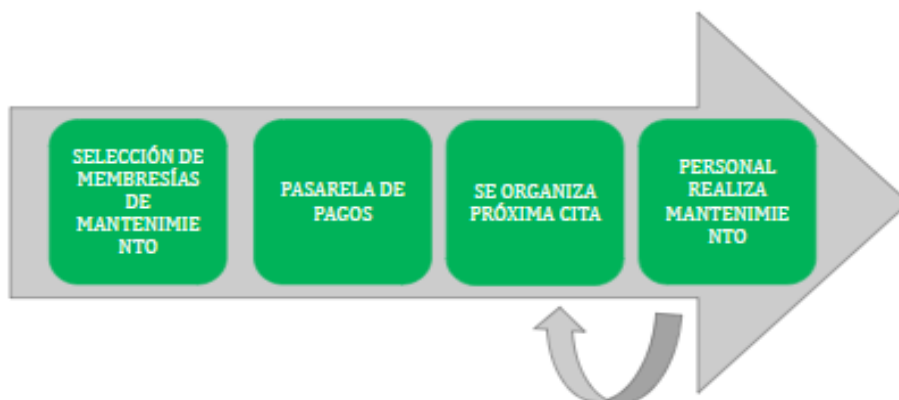 SELECCIÓN DE
MEMBRESÍAS
DE
MANTENIMIE
NTO
PASARELA DE
PAGOS
SE ORGANIZA
PRÓXIMA CITA
PERSONAL
REALIZA
MANTENIMIE
NTO